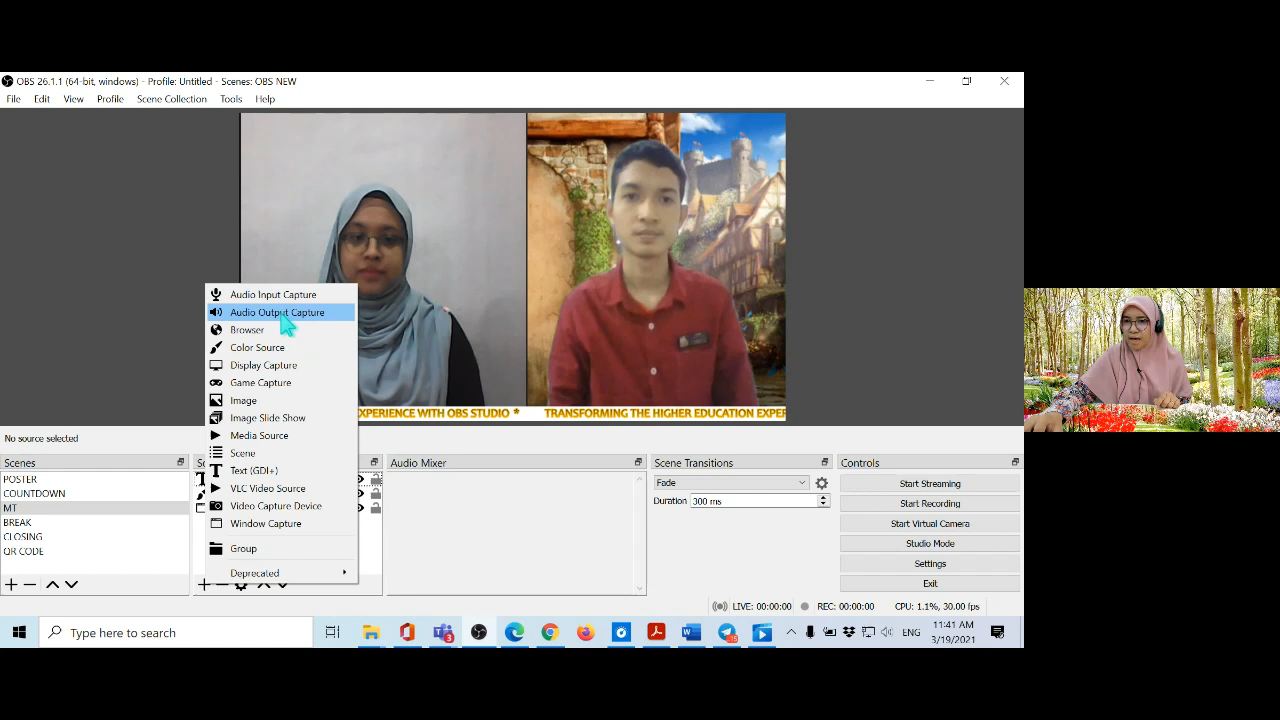 OBS 26.1.1 (64-bit, windows) - Profile: Untitled - Scenes: OBS NEW
File Edit View Profile Scene Collection Tools Help
EXPERIENCE WITH OBS STUDIO * TRANSFORMING THE HIGHER EDUCATION EXPER
No source selected
Scenes
POSTER
COUNTDOWN
MT
BREAK
CLOSING
QR CODE
Audio Input Capture
Audio Output Capture
Browser
Color Source
Display Capture
Game Capture
Image
Image Slide Show
Media Source
Scene
Text (GDI+)
VLC Video Source
Video Capture Device
Window Capture
Group
Deprecated
Audio Mixer
Scene Transitions
Fade
Duration 300 ms
Controls
Start Streaming
Start Recording
Start Virtual Camera
Studio Mode
Settings
Exit
LIVE: 00:00:00 REC: 00:00:00 CPU: 1.1%, 30.00 fps
Type here to search
ENG
11:41 AM
3/19/2021